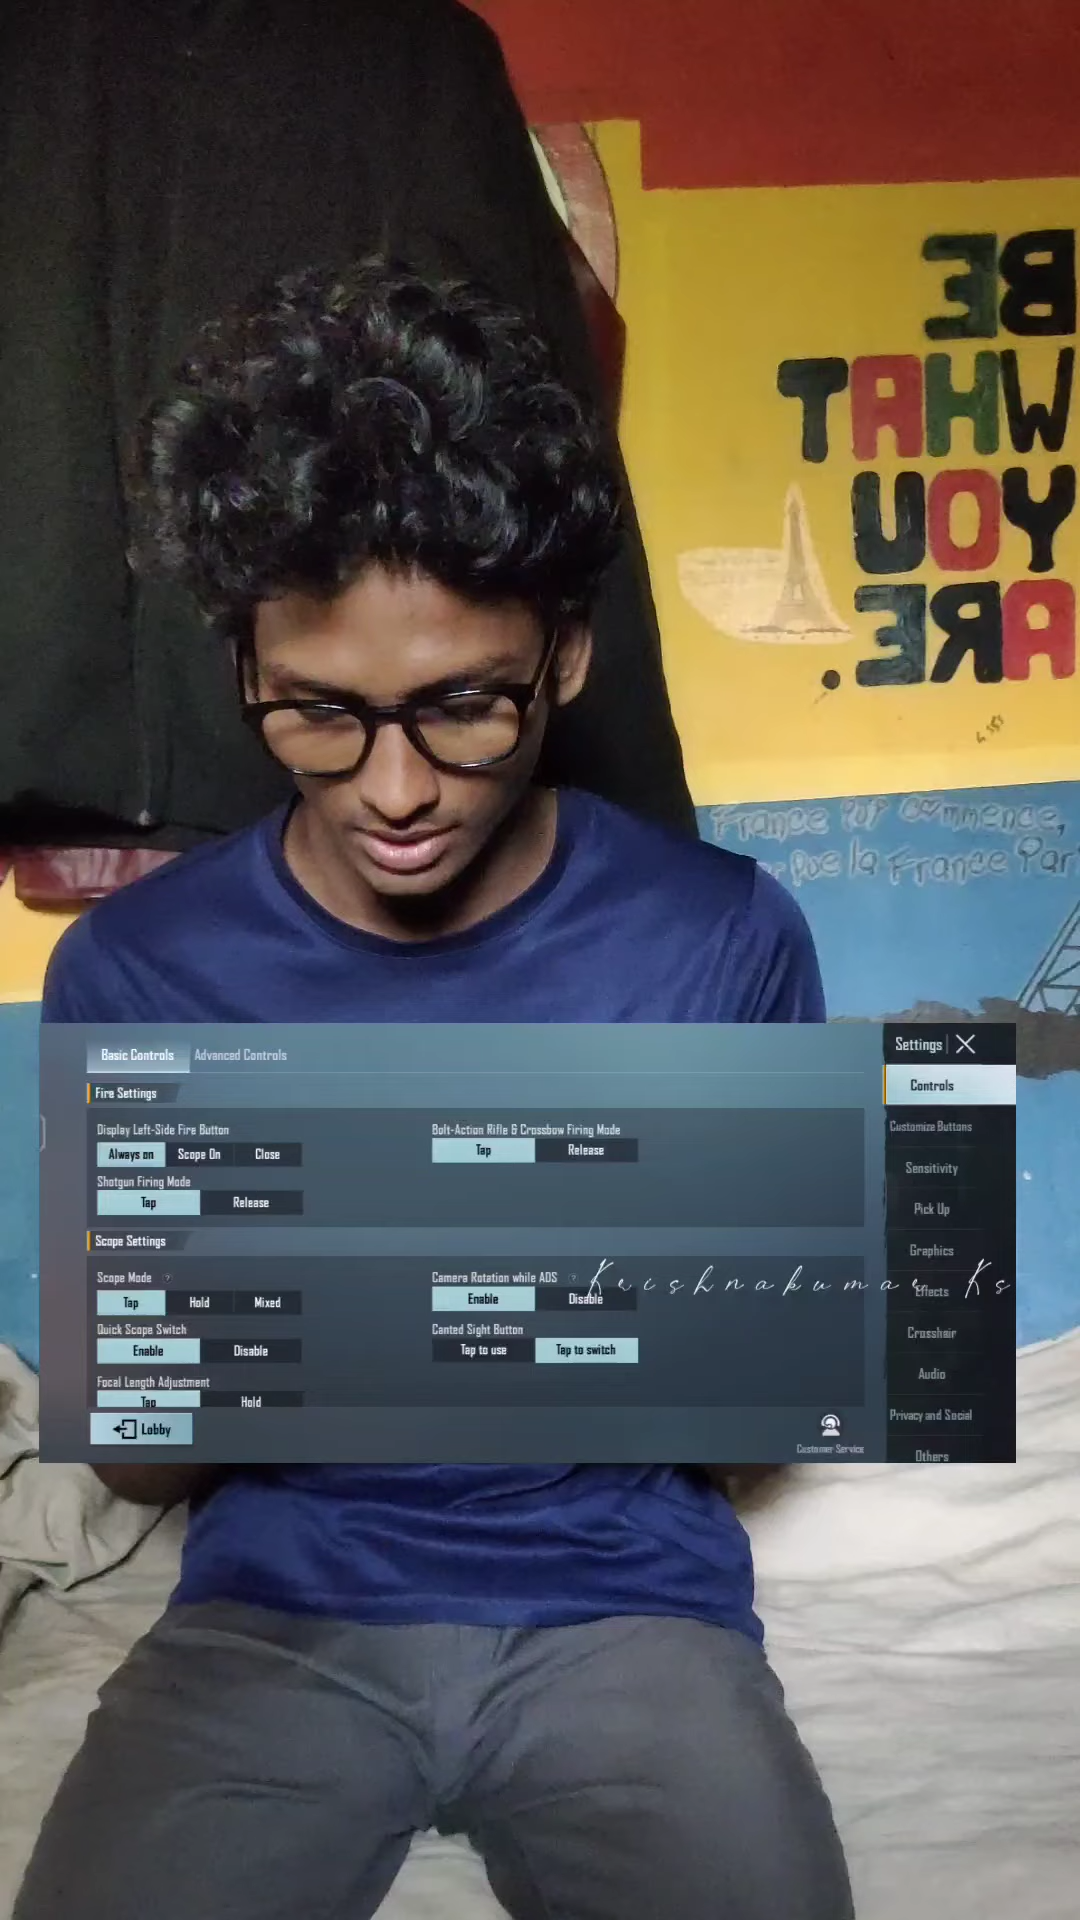 BE
WHAT
YOU
ARE.
France
la France Par
Basic Controls Advanced Controls
Settings
Controls
Customize Buttons
Sensitivity
Pick Up
Graphics
Effects
Crosshair
Audio
Privacy and Social
Others
Fire Settings
Display Left-Side Fire Button
Always on Scope On Close
Bolt-Action Rifle & Crossbow Firing Mode
Tap Release
Shotgun Firing Mode
Tap Release
Scope Settings
Scope Mode ?
Tap Hold Mixed
Camera Rotation while ADS ?
Enable Disable
Krishnakumar Ks
Quick Scope Switch
Enable Disable
Canted Sight Button
Tap to use Tap to switch
Focal Length Adjustment
Tap Hold
Lobby
Customer Service